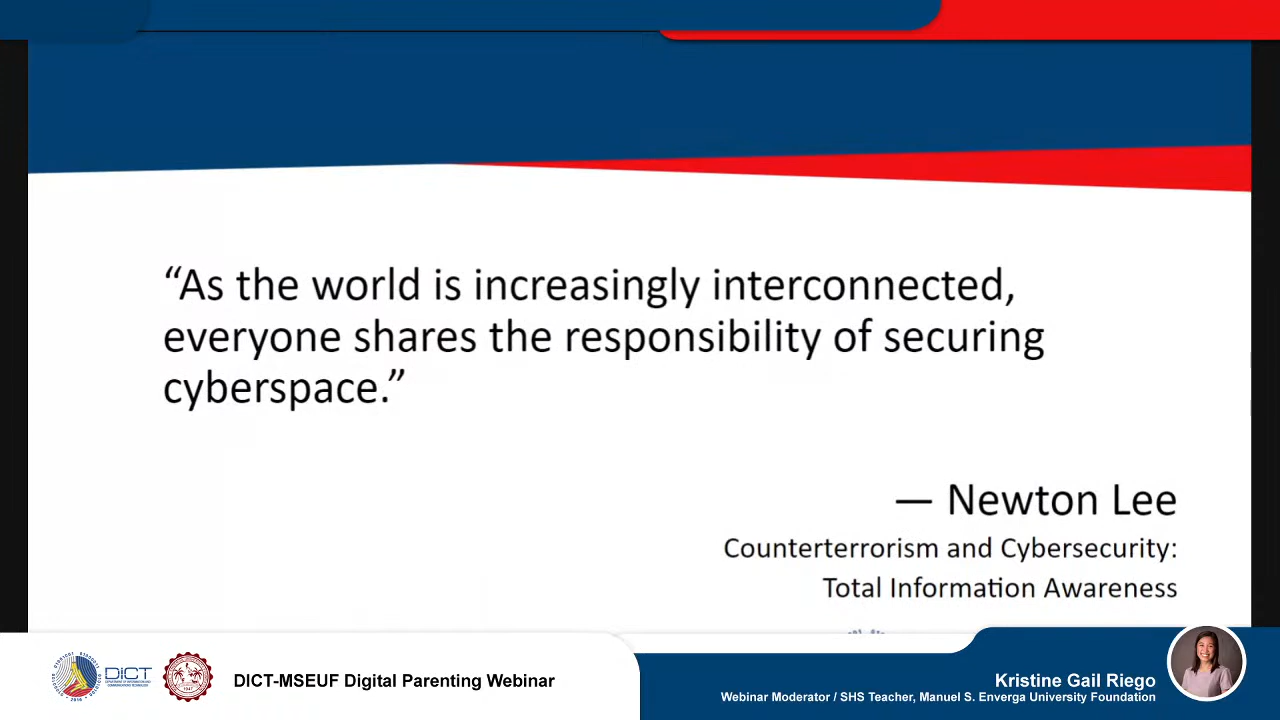 “As the world is increasingly interconnected,
everyone shares the responsibility of securing
cyberspace.”
— Newton Lee
Counterterrorism and Cybersecurity:
Total Information Awareness
DICT
DICT-MSEUF Digital Parenting Webinar
Kristine Gail Riego
Webinar Moderator / SHS Teacher, Manuel S. Enverga University Foundation